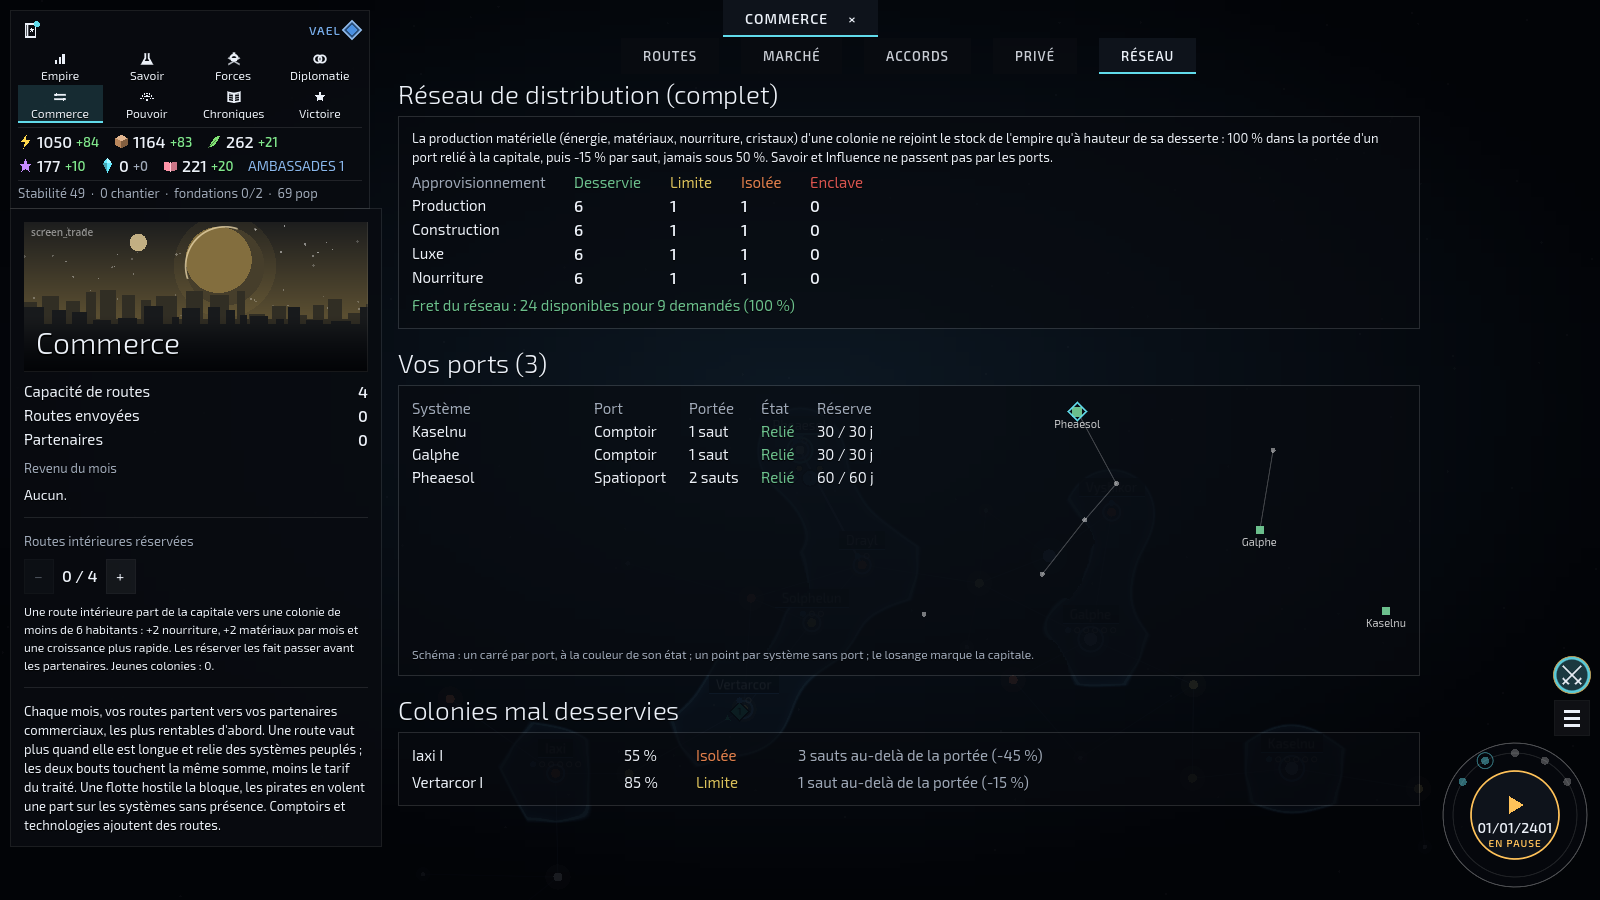 VAEL
Empire
Savoir
Forces
Diplomatie
Commerce
Pouvoir
Chroniques
Victoire
1050 +84 1164 +83 262 +21
177 +10 0 +0 221 +20 AMBASSADES 1
Stabilité 49 · 0 chantier · fondations 0/2 · 69 pop
screen_trade
Commerce
Capacité de routes 4
Routes envoyées 0
Partenaires 0
Revenu du mois
Aucun.
Routes intérieures réservées
− 0 / 4 +
Une route intérieure part de la capitale vers une colonie de
moins de 6 habitants : +2 nourriture, +2 matériaux par mois et
une croissance plus rapide. Les réserver les fait passer avant
les partenaires. Jeunes colonies : 0.
Chaque mois, vos routes partent vers vos partenaires
commerciaux, les plus rentables d'abord. Une route vaut
plus quand elle est longue et relie des systèmes peuplés ;
les deux bouts touchent la même somme, moins le tarif
du traité. Une flotte hostile la bloque, les pirates en volent
une part sur les systèmes sans présence. Comptoirs et
technologies ajoutent des routes.
COMMERCE ×
ROUTES
MARCHÉ
ACCORDS
PRIVÉ
RÉSEAU
Réseau de distribution (complet)
La production matérielle (énergie, matériaux, nourriture, cristaux) d'une colonie ne rejoint le stock de l'empire qu'à hauteur de sa desserte : 100 % dans la portée d'un
port relié à la capitale, puis -15 % par saut, jamais sous 50 %. Savoir et Influence ne passent pas par les ports.
Approvisionnement Desservie Limite Isolée Enclave
Production 6 1 1 0
Construction 6 1 1 0
Luxe 6 1 1 0
Nourriture 6 1 1 0
Fret du réseau : 24 disponibles pour 9 demandés (100 %)
Vos ports (3)
Système Port Portée État Réserve
Kaselnu Comptoir 1 saut Relié 30 / 30 j
Galphe Comptoir 1 saut Relié 30 / 30 j
Pheaesol Spatioport 2 sauts Relié 60 / 60 j
Pheaesol
Galphe
Kaselnu
Schéma : un carré par port, à la couleur de son état ; un point par système sans port ; le losange marque la capitale.
Vertarcor
Colonies mal desservies
Iaxi I 55 % Isolée 3 sauts au-delà de la portée (-45 %)
Vertarcor I 85 % Limite 1 saut au-delà de la portée (-15 %)
01/01/2401
EN PAUSE